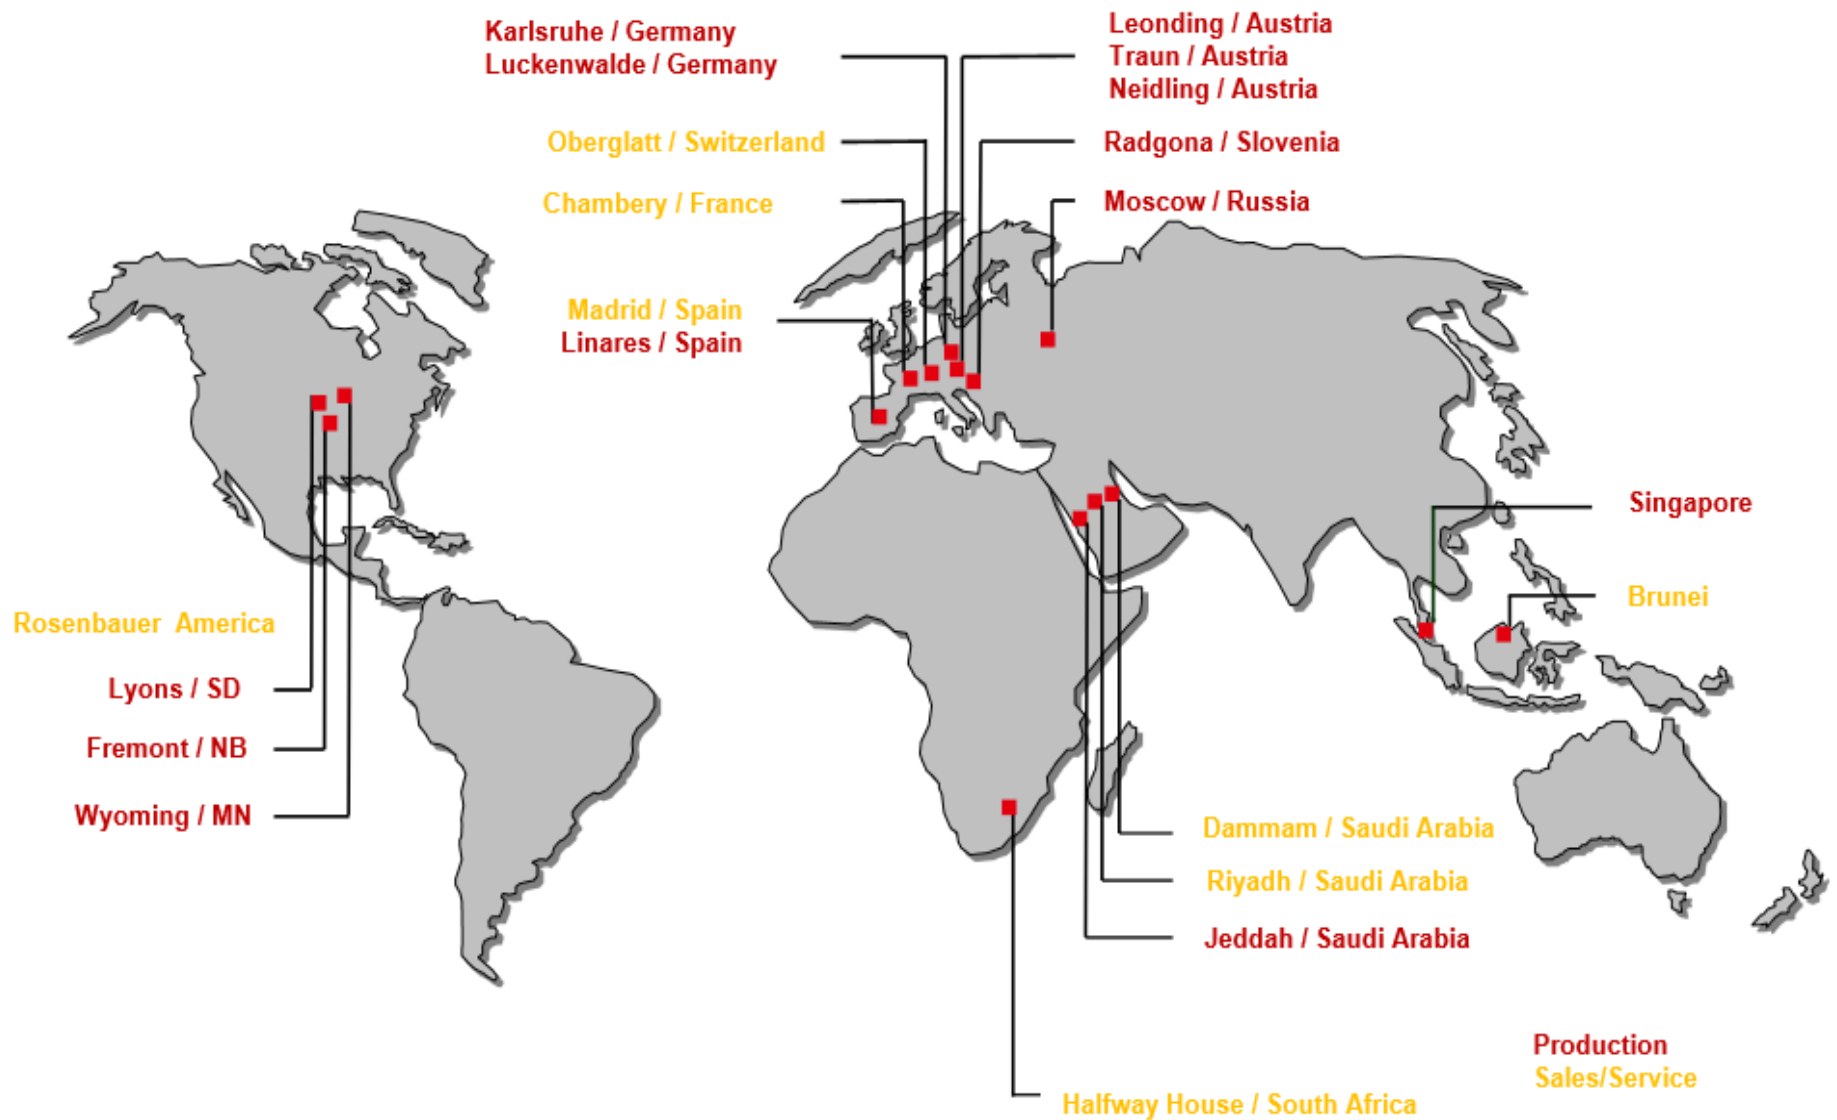 Karlsruhe / Germany
Luckenwalde / Germany
Leonding / Austria
Traun / Austria
Neidling / Austria
Oberglatt / Switzerland
Radgona / Slovenia
Chambery / France
Moscow / Russia
Madrid / Spain
Linares / Spain
Singapore
Brunei
Rosenbauer America
Lyons / SD
Fremont / NB
Wyoming / MN
Dammam / Saudi Arabia
Riyadh / Saudi Arabia
Jeddah / Saudi Arabia
Production
Sales/Service
Halfway House / South Africa